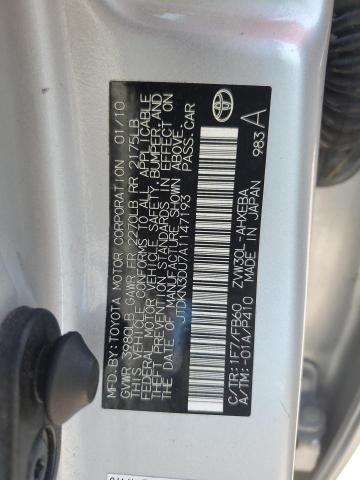 MFD.BY:TOYOTA MOTOR CORPORATION 01/10
GVWR 3980LB GAWR FR 2270LB RR 2175LB
THIS VEHICLE CONFORMS TO ALL APPLICABLE
FEDERAL MOTOR VEHICLE SAFETY, BUMPER, AND
THEFT PREVENTION STANDARDS IN EFFECT ON
THE DATE OF MANUFACTURE SHOWN ABOVE.
JTDKN3DU7A1147193 PASS.CAR
C/TR:1F7/FB60 ZVW30L-AHXEBA
A/TM:-01A/P410 MADE IN JAPAN
983 A